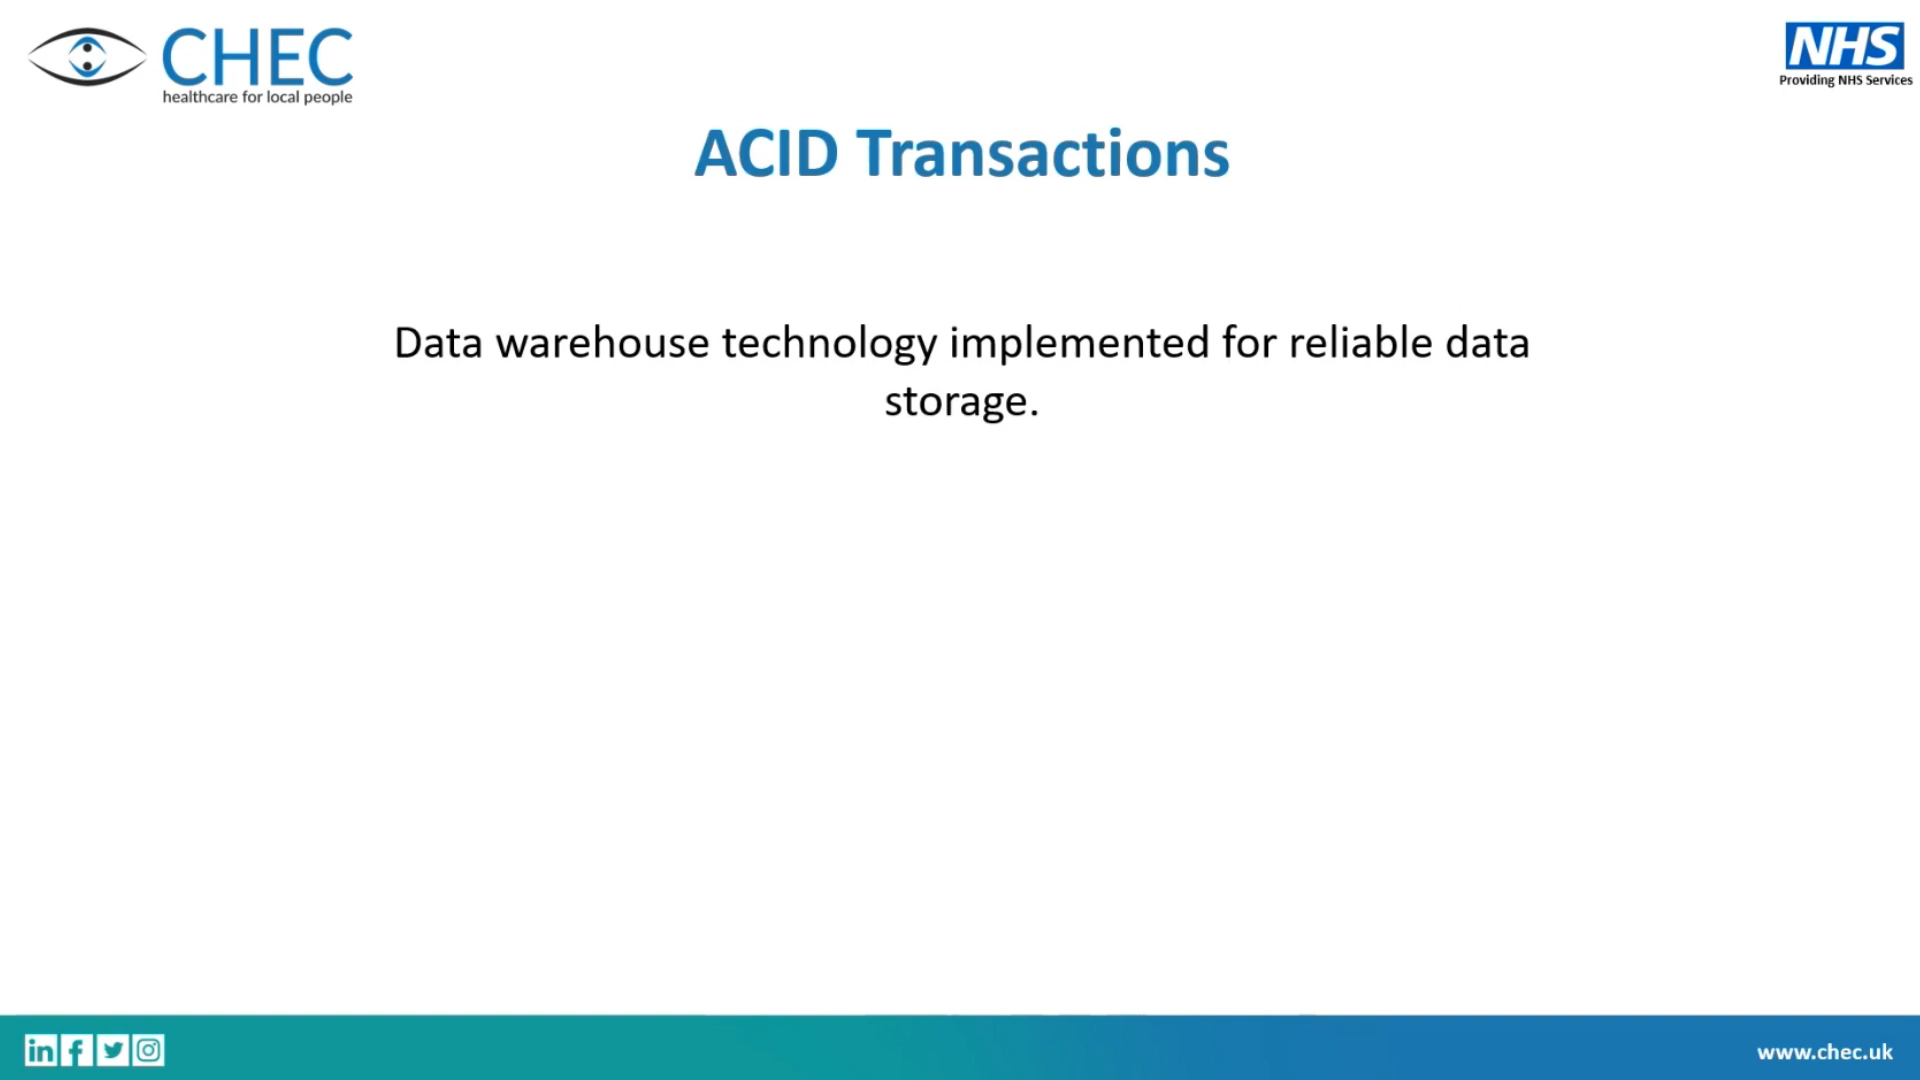 CHEC
healthcare for local people
NHS
Providing NHS Services
ACID Transactions
Data warehouse technology implemented for reliable data
storage.
in f
www.chec.uk